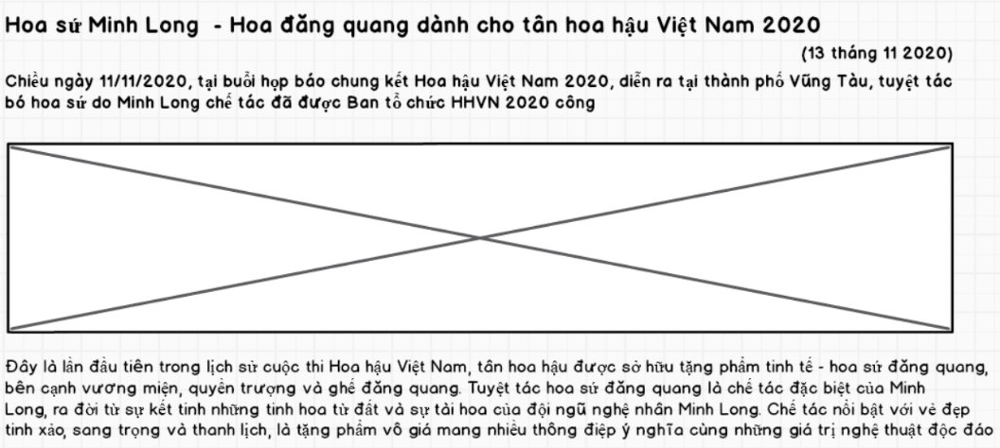 Hoa sứ Minh Long - Hoa đăng quang dành cho tân hoa hậu Việt Nam 2020
(13 tháng 11 2020)
Chiều ngày 11/11/2020, tại buổi họp báo chung kết Hoa hậu Việt Nam 2020, diễn ra tại thành phố Vũng Tàu, tuyệt tác
bó hoa sứ do Minh Long chế tác đã được Ban tổ chức HHVN 2020 công
Đây là lần đầu tiên trong lịch sử cuộc thi Hoa hậu Việt Nam, tân hoa hậu được sở hữu tặng phẩm tinh tế - hoa sứ đăng quang,
bên cạnh vương miện, quyền trượng và ghế đăng quang. Tuyệt tác hoa sứ đăng quang là chế tác đặc biệt của Minh
Long, ra đời từ sự kết tinh những tinh hoa từ đất và sự tài hoa của đội ngũ nghệ nhân Minh Long. Chế tác nổi bật với vẻ đẹp
tinh xảo, sang trọng và thanh lịch, là tặng phẩm vô giá mang nhiều thông điệp ý nghĩa cùng những giá trị nghệ thuật độc đáo